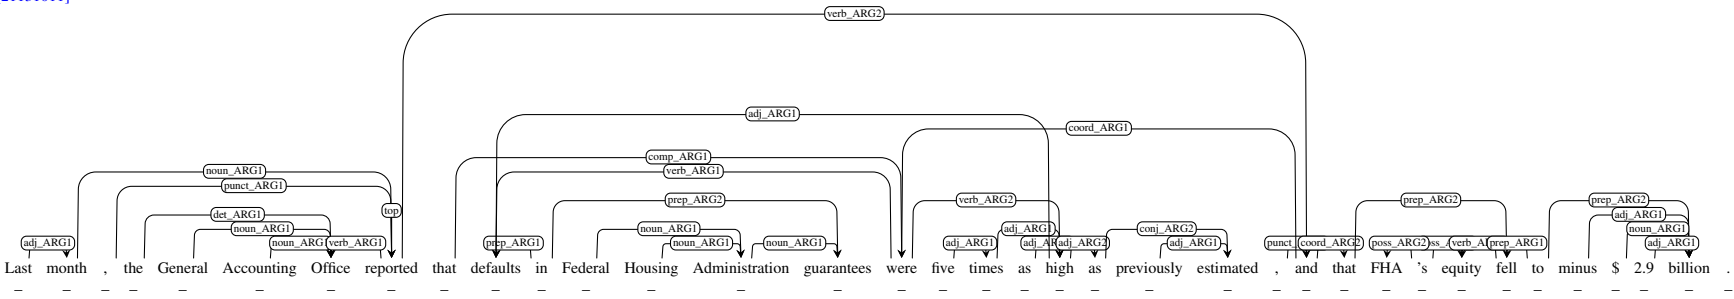 verb_ARG2
adj_ARG1
coord_ARG1
comp_ARG1
noun_ARG1 verb_ARG1
punct_ARG1
prep_ARG2 verb_ARG2 prep_ARG2 prep_ARG2
top
det_ARG1 adj_ARG1
noun_ARG1 noun_ARG1 adj_ARG1 conj_ARG2 noun_ARG1
adj_ARG1 verb_ARG1 prep_ARG1 noun_ARG1 noun_ARG1 adj_ARG1 adj_ARG2 adj_ARG1 coord_ARG2 poss_ARG2 prep_ARG1 adj_ARG1
Last month , the General Accounting Office reported that defaults in Federal Housing Administration guarantees were five times as high as previously estimated , and that FHA 's equity fell to minus $ 2.9 billion .